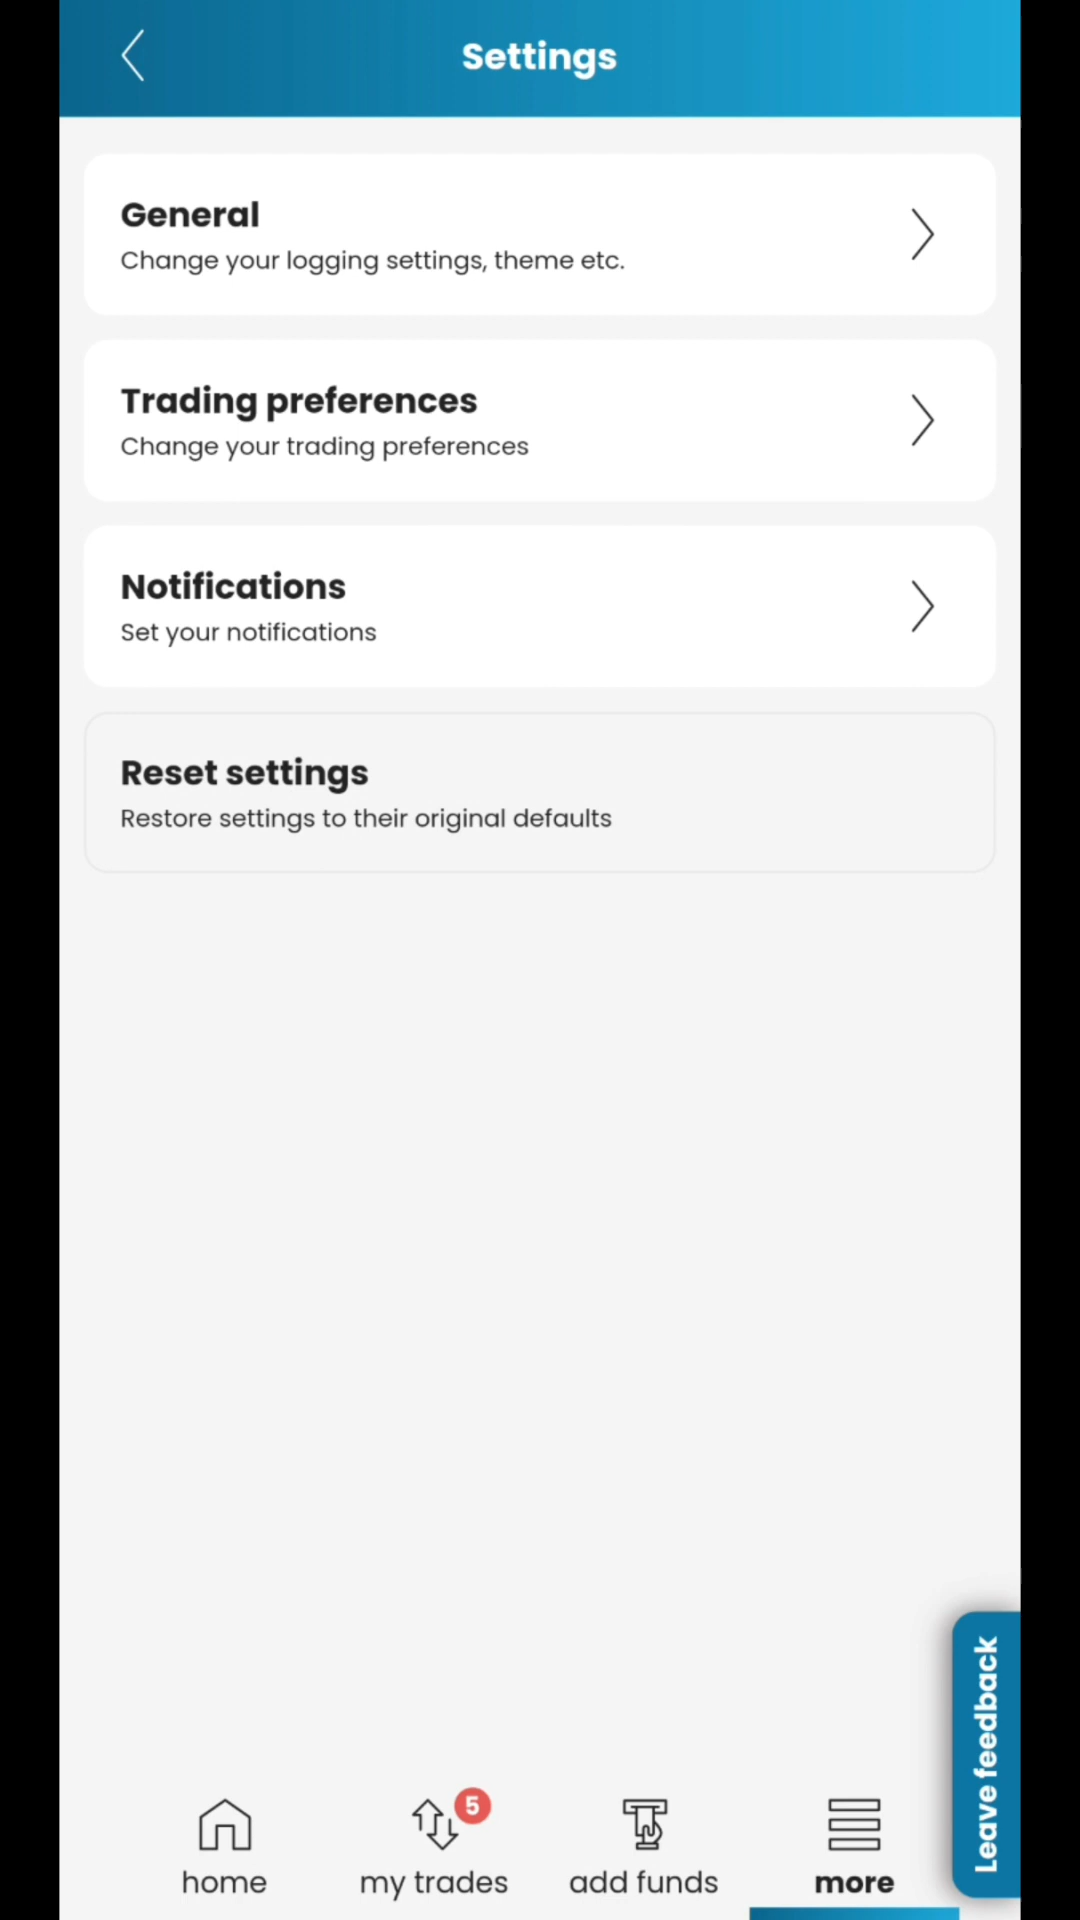 Settings
General
Change your logging settings, theme etc.
Trading preferences
Change your trading preferences
Notifications
Set your notifications
Reset settings
Restore settings to their original defaults
Leave feedback
5
home
my trades
add funds
more